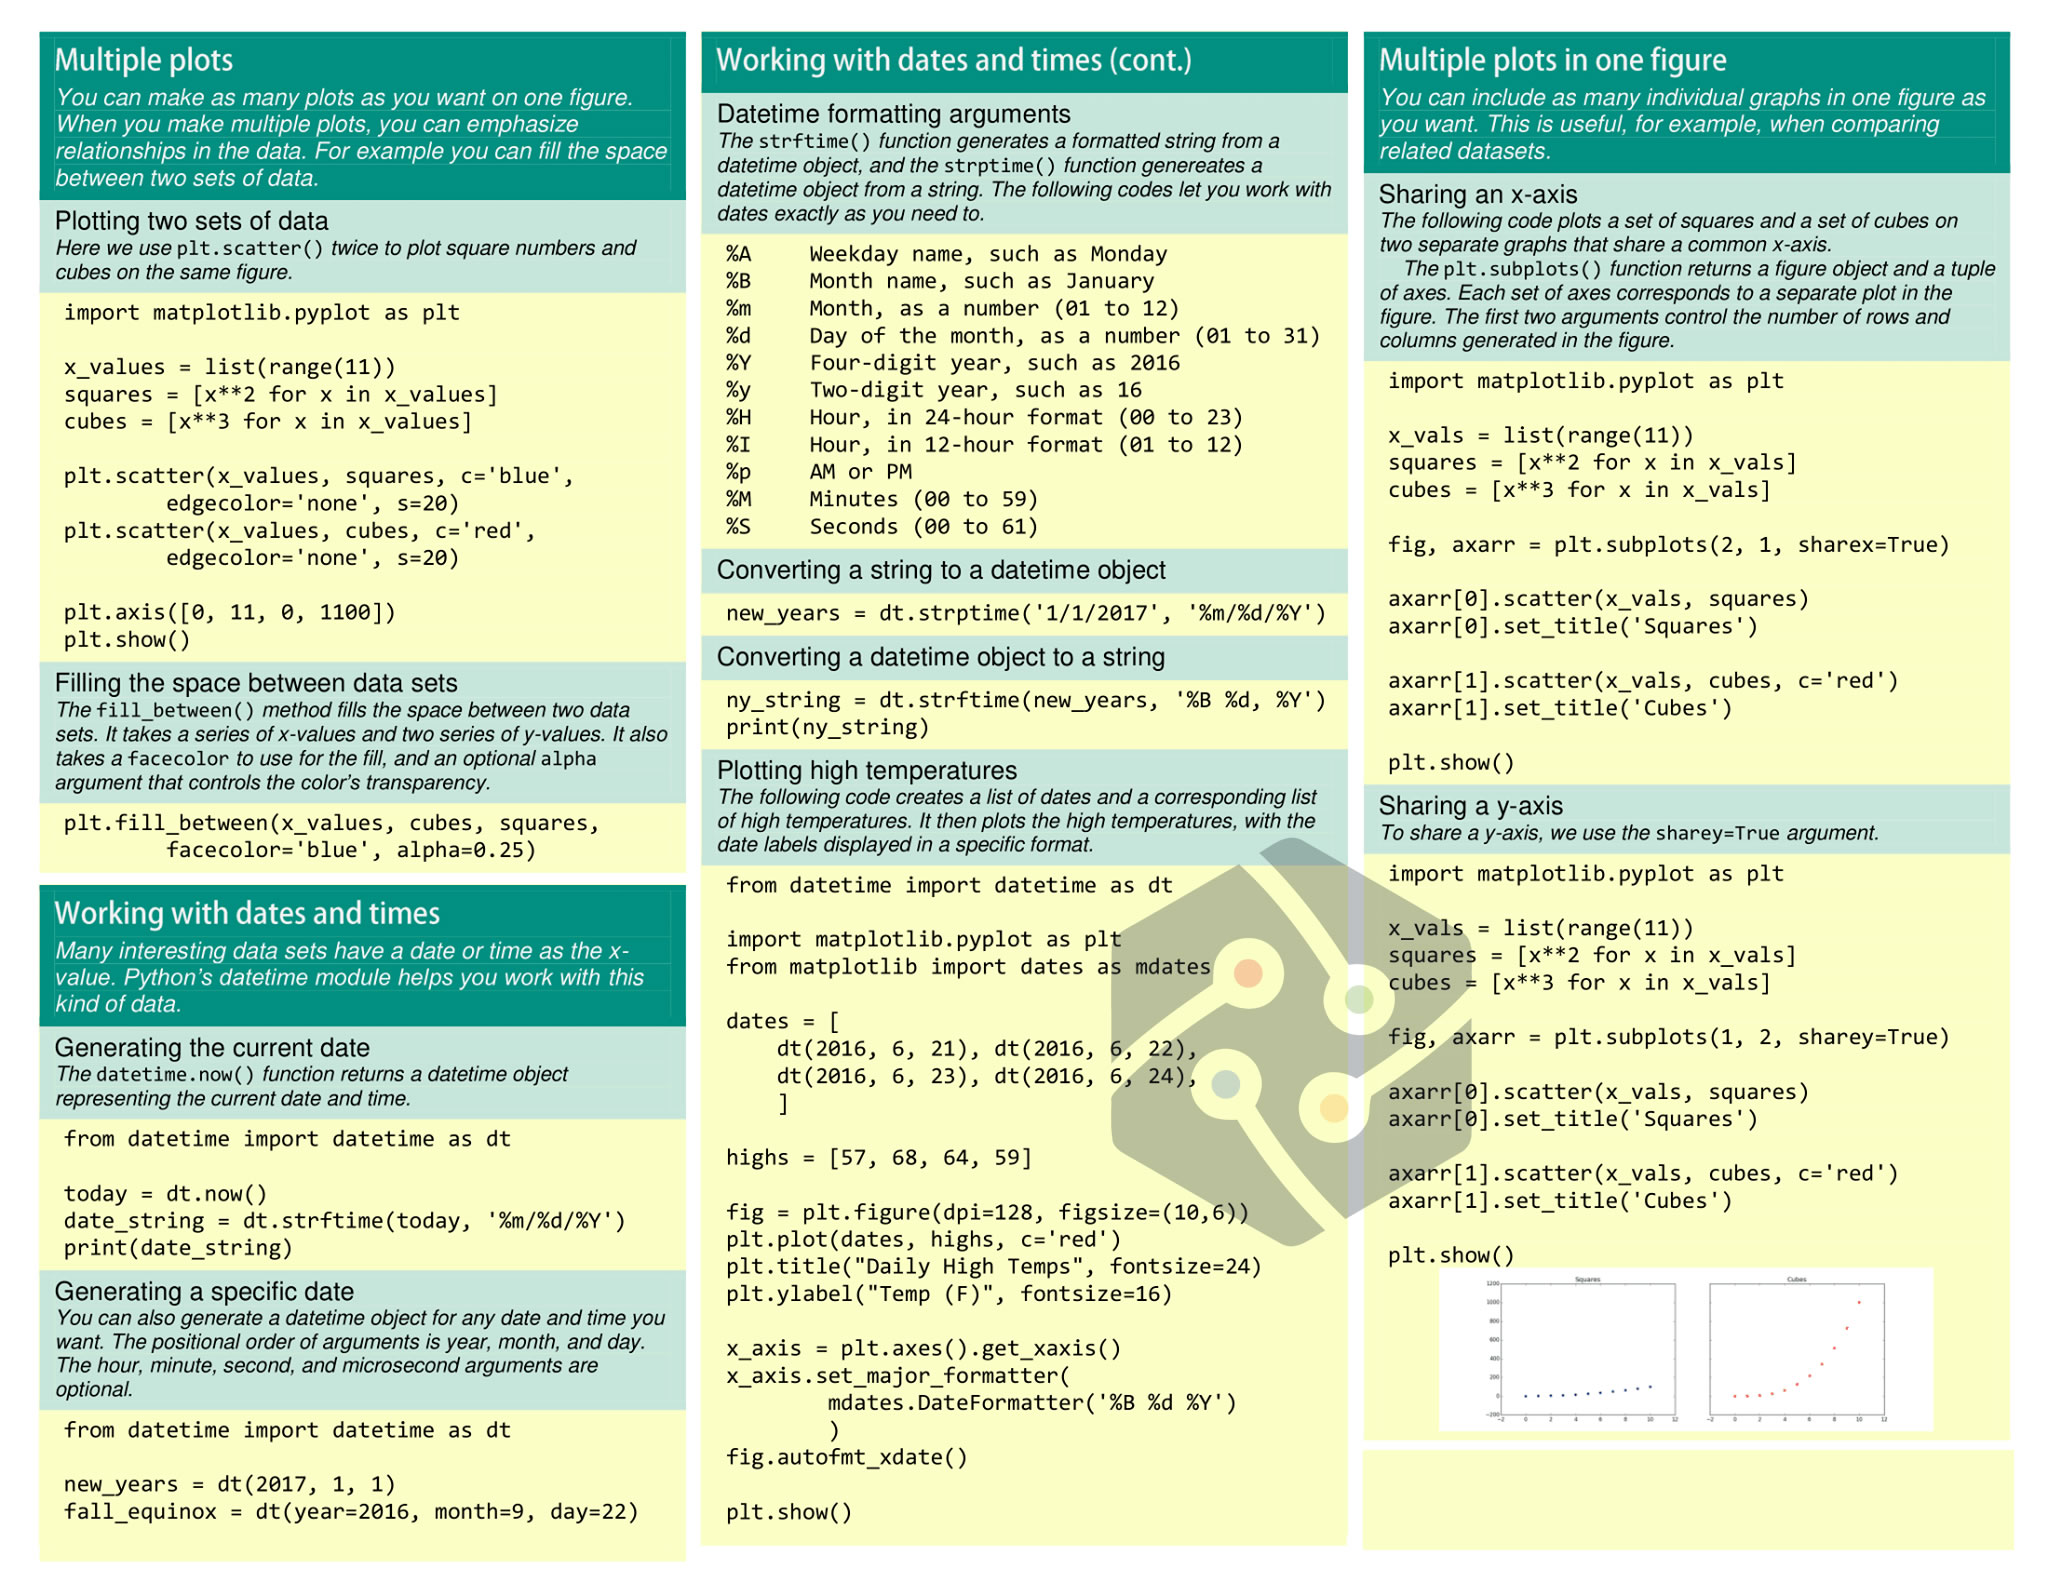 Multiple plots
You can make as many plots as you want on one figure.
When you make multiple plots, you can emphasize
relationships in the data. For example you can fill the space
between two sets of data.
Plotting two sets of data
Here we use plt.scatter() twice to plot square numbers and
cubes on the same figure.
import matplotlib.pyplot as plt
x_values = list(range(11))
squares = [x**2 for x in x_values]
cubes = [x**3 for x in x_values]
plt.scatter(x_values, squares, c='blue',
edgecolor='none', s=20)
plt.scatter(x_values, cubes, c='red',
edgecolor='none', s=20)
plt.axis([0, 11, 0, 1100])
plt.show()
Filling the space between data sets
The fill_between() method fills the space between two data
sets. It takes a series of x-values and two series of y-values. It also
takes a facecolor to use for the fill, and an optional alpha
argument that controls the color's transparency.
plt.fill_between(x_values, cubes, squares,
facecolor='blue', alpha=0.25)
Working with dates and times
Many interesting data sets have a date or time as the x-
value. Python's datetime module helps you work with this
kind of data.
Generating the current date
The datetime.now() function returns a datetime object
representing the current date and time.
from datetime import datetime as dt
today = dt.now()
date_string = dt.strftime(today, '%m/%d/%Y')
print(date_string)
Generating a specific date
You can also generate a datetime object for any date and time you
want. The positional order of arguments is year, month, and day.
The hour, minute, second, and microsecond arguments are
optional.
from datetime import datetime as dt
new_years = dt(2017, 1, 1)
fall_equinox = dt(year=2016, month=9, day=22)
Working with dates and times (cont.)
Datetime formatting arguments
The strftime() function generates a formatted string from a
datetime object, and the strptime() function genereates a
datetime object from a string. The following codes let you work with
dates exactly as you need to.
%A Weekday name, such as Monday
%B Month name, such as January
%m Month, as a number (01 to 12)
%d Day of the month, as a number (01 to 31)
%Y Four-digit year, such as 2016
%y Two-digit year, such as 16
%H Hour, in 24-hour format (00 to 23)
%I Hour, in 12-hour format (01 to 12)
%p AM or PM
%M Minutes (00 to 59)
%S Seconds (00 to 61)
Converting a string to a datetime object
new_years = dt.strptime('1/1/2017', '%m/%d/%Y')
Converting a datetime object to a string
ny_string = dt.strftime(new_years, '%B %d, %Y')
print(ny_string)
Plotting high temperatures
The following code creates a list of dates and a corresponding list
of high temperatures. It then plots the high temperatures, with the
date labels displayed in a specific format.
from datetime import datetime as dt
import matplotlib.pyplot as plt
from matplotlib import dates as mdates
dates = [
dt(2016, 6, 21), dt(2016, 6, 22),
dt(2016, 6, 23), dt(2016, 6, 24),
]
highs = [57, 68, 64, 59]
fig = plt.figure(dpi=128, figsize=(10,6))
plt.plot(dates, highs, c='red')
plt.title("Daily High Temps", fontsize=24)
plt.ylabel("Temp (F)", fontsize=16)
x_axis = plt.axes().get_xaxis()
x_axis.set_major_formatter(
mdates.DateFormatter('%B %d %Y')
)
fig.autofmt_xdate()
plt.show()
Multiple plots in one figure
You can include as many individual graphs in one figure as
you want. This is useful, for example, when comparing
related datasets.
Sharing an x-axis
The following code plots a set of squares and a set of cubes on
two separate graphs that share a common x-axis.
The plt.subplots() function returns a figure object and a tuple
of axes. Each set of axes corresponds to a separate plot in the
figure. The first two arguments control the number of rows and
columns generated in the figure.
import matplotlib.pyplot as plt
x_vals = list(range(11))
squares = [x**2 for x in x_vals]
cubes = [x**3 for x in x_vals]
fig, axarr = plt.subplots(2, 1, sharex=True)
axarr[0].scatter(x_vals, squares)
axarr[0].set_title('Squares')
axarr[1].scatter(x_vals, cubes, c='red')
axarr[1].set_title('Cubes')
plt.show()
Sharing a y-axis
To share a y-axis, we use the sharey=True argument.
import matplotlib.pyplot as plt
x_vals = list(range(11))
squares = [x**2 for x in x_vals]
cubes = [x**3 for x in x_vals]
fig, axarr = plt.subplots(1, 2, sharey=True)
axarr[0].scatter(x_vals, squares)
axarr[0].set_title('Squares')
axarr[1].scatter(x_vals, cubes, c='red')
axarr[1].set_title('Cubes')
plt.show()
Squares Cubes
1200
1000
800
600
400
200
0
-200
-2 0 2 4 6 8 10 12 -2 0 2 4 6 8 10 12